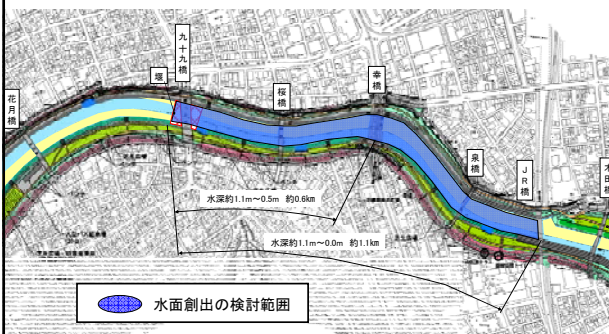 花月橋
堰
九十九橋
桜橋
幸橋
泉橋
JR橋
木田橋
水深約1.1m～0.5m 約0.6km
水深約1.1m～0.0m 約1.1km
水面創出の検討範囲